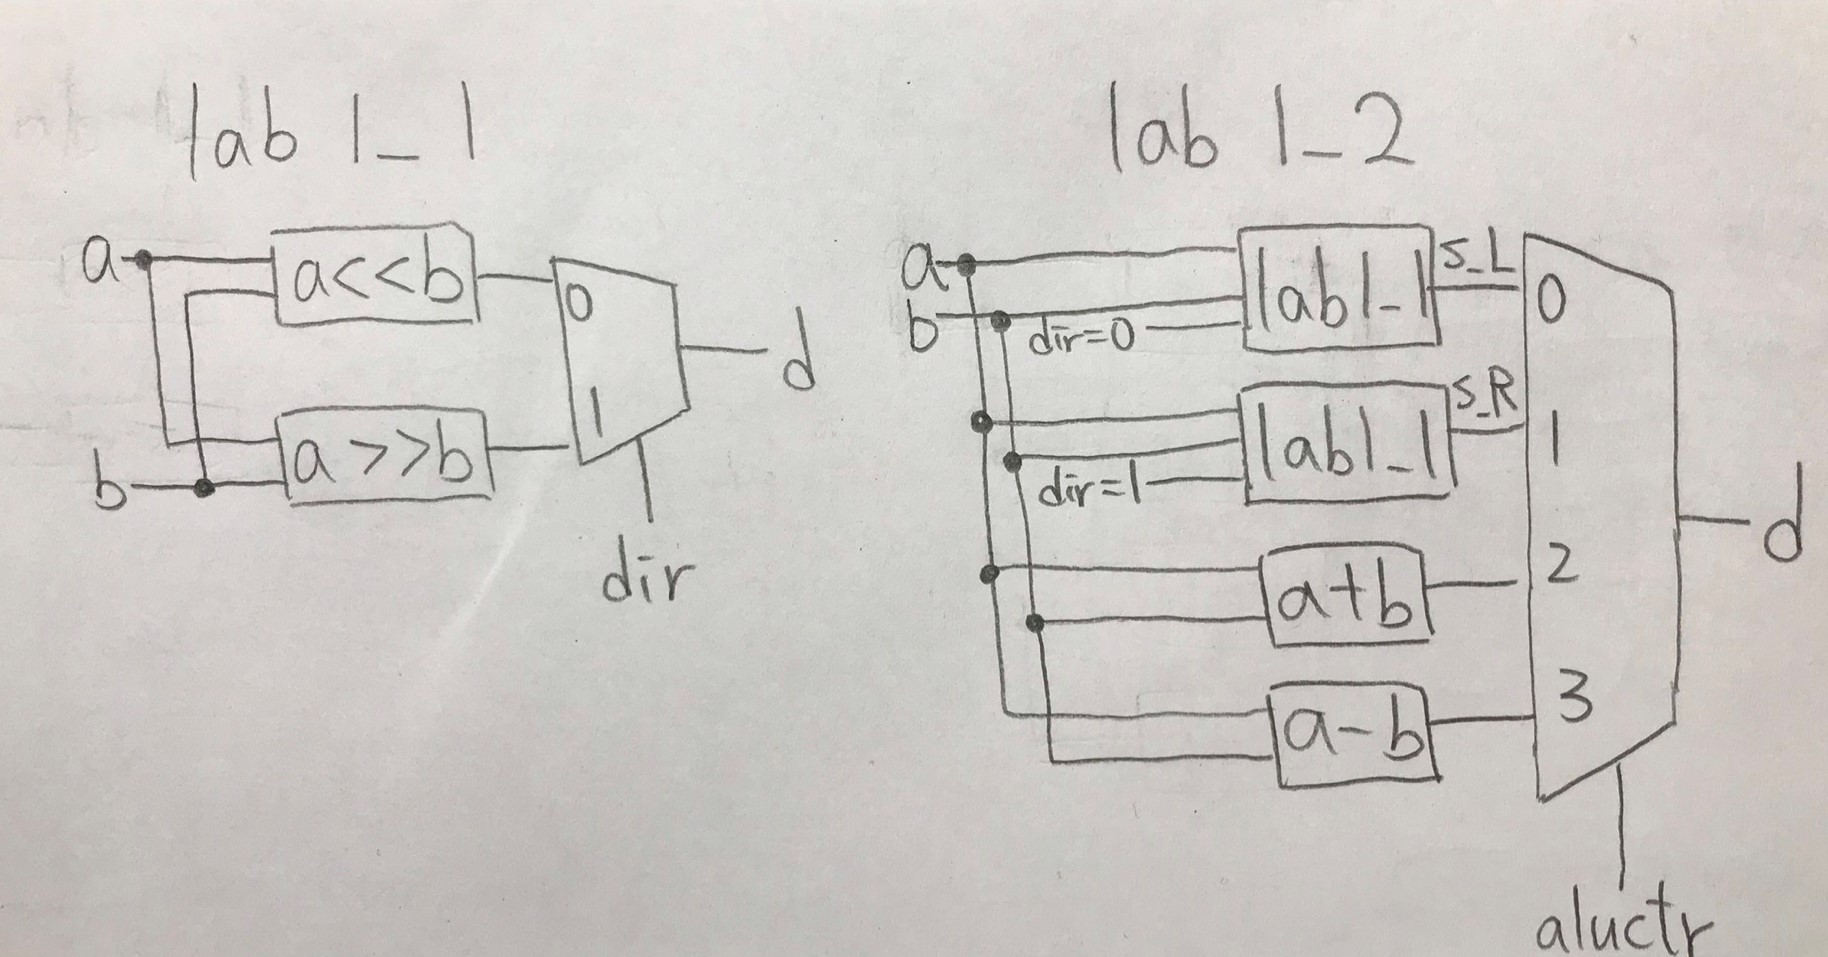 lab 1_1
a
a<<b
0
d
1
a>>b
b
dir
lab 1_2
a
b
dir=0
lab1_1
s_L
0
dir=1
lab1_1
s_R
1
a+b
2
d
a-b
3
aluctr